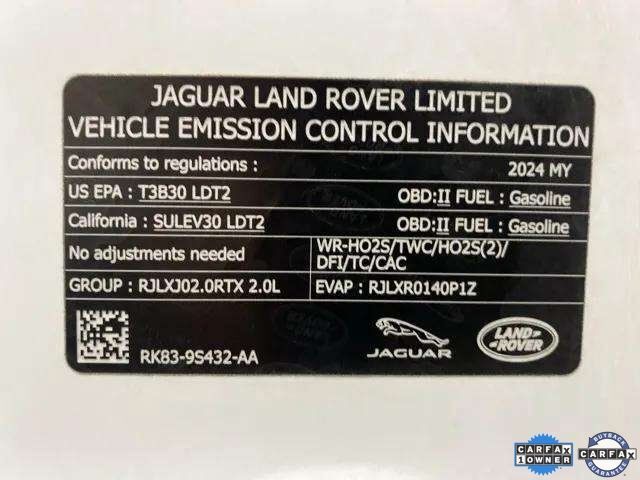 JAGUAR LAND ROVER LIMITED
VEHICLE EMISSION CONTROL INFORMATION
Conforms to regulations : 2024 MY
US EPA : T3B30 LDT2 OBD:II FUEL: Gasoline
California : SULEV30 LDT2 OBD:II FUEL: Gasoline
No adjustments needed
WR-HO2S/TWC/HO2S(2)/
DFI/TC/CAC
GROUP : RJLXJ02.0RTX 2.0L EVAP : RJLXR0140P1Z
RK83-9S432-AA
JAGUAR
LAND-
ROVER
CARFAX
1 OWNER
BUYBACK
CARFAX
GUARANTEE